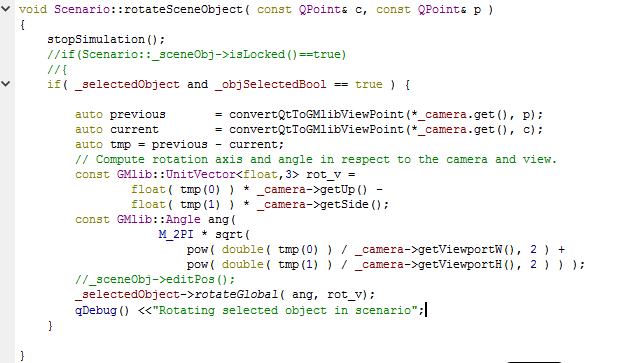 void Scenario::rotateSceneObject( const QPoint& c, const QPoint& p )
{
stopSimulation();
//if(Scenario::_sceneObj->isLocked()==true)
//{
if( _selectedObject and _objSelectedBool == true ) {
auto previous = convertQtToGMlibViewPoint(*_camera.get(), p);
auto current = convertQtToGMlibViewPoint(*_camera.get(), c);
auto tmp = previous - current;
// Compute rotation axis and angle in respect to the camera and view.
const GMlib::UnitVector<float,3> rot_v =
float( tmp(0) ) * _camera->getUp() -
float( tmp(1) ) * _camera->getSide();
const GMlib::Angle ang(
M_2PI * sqrt(
pow( double( tmp(0) ) / _camera->getViewportW(), 2 ) +
pow( double( tmp(1) ) / _camera->getViewportH(), 2 ) ) );
//_sceneObj->editPos();
_selectedObject->rotateGlobal( ang, rot_v);
qDebug() <<"Rotating selected object in scenario";
}
}